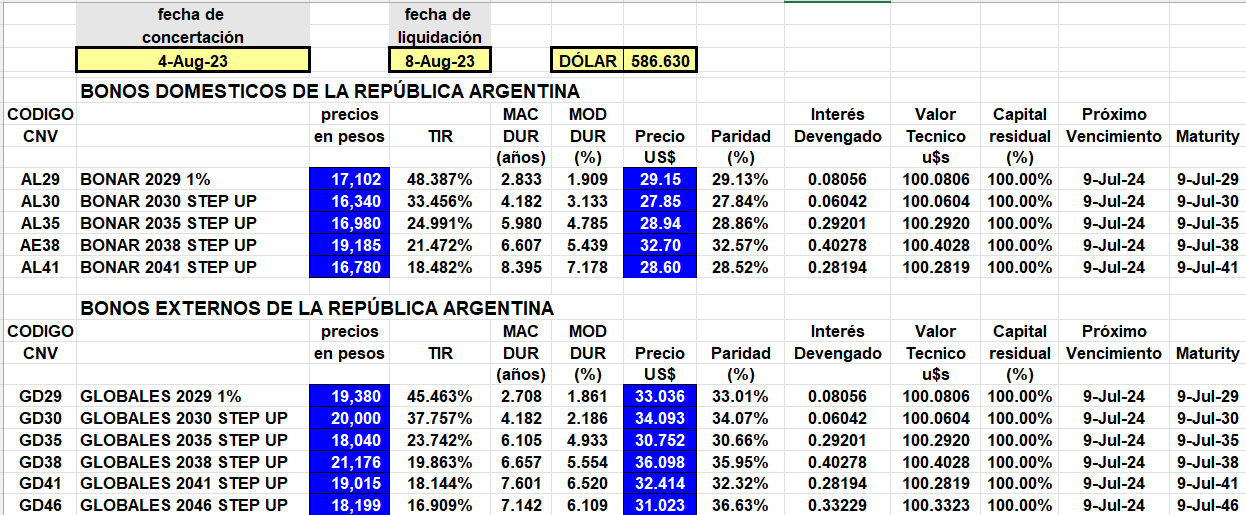 fecha de fecha de
concertación liquidación
4-Aug-23 8-Aug-23 DÓLAR 586.630
BONOS DOMESTICOS DE LA REPÚBLICA ARGENTINA
CODIGO precios MAC MOD Interés Valor Capital Próximo
CNV en pesos TIR DUR DUR Precio Paridad Devengado Tecnico residual Vencimiento Maturity
(años) (%) US$ (%) u$s (%)
AL29 BONAR 2029 1% 17,102 48.387% 2.833 1.909 29.15 29.13% 0.08056 100.0806 100.00% 9-Jul-24 9-Jul-29
AL30 BONAR 2030 STEP UP 16,340 33.456% 4.182 3.133 27.85 27.84% 0.06042 100.0604 100.00% 9-Jul-24 9-Jul-30
AL35 BONAR 2035 STEP UP 16,980 24.991% 5.980 4.785 28.94 28.86% 0.29201 100.2920 100.00% 9-Jul-24 9-Jul-35
AE38 BONAR 2038 STEP UP 19,185 21.472% 6.607 5.439 32.70 32.57% 0.40278 100.4028 100.00% 9-Jul-24 9-Jul-38
AL41 BONAR 2041 STEP UP 16,780 18.482% 8.395 7.178 28.60 28.52% 0.28194 100.2819 100.00% 9-Jul-24 9-Jul-41
BONOS EXTERNOS DE LA REPÚBLICA ARGENTINA
CODIGO precios MAC MOD Interés Valor Capital Próximo
CNV en pesos TIR DUR DUR Precio Paridad Devengado Tecnico residual Vencimiento Maturity
(años) (%) US$ (%) u$s (%)
GD29 GLOBALES 2029 1% 19,380 45.463% 2.708 1.861 33.036 33.01% 0.08056 100.0806 100.00% 9-Jul-24 9-Jul-29
GD30 GLOBALES 2030 STEP UP 20,000 37.757% 4.182 2.186 34.093 34.07% 0.06042 100.0604 100.00% 9-Jul-24 9-Jul-30
GD35 GLOBALES 2035 STEP UP 18,040 23.742% 6.105 4.933 30.752 30.66% 0.29201 100.2920 100.00% 9-Jul-24 9-Jul-35
GD38 GLOBALES 2038 STEP UP 21,176 19.863% 6.657 5.554 36.098 35.95% 0.40278 100.4028 100.00% 9-Jul-24 9-Jul-38
GD41 GLOBALES 2041 STEP UP 19,015 18.144% 7.601 6.520 32.414 32.32% 0.28194 100.2819 100.00% 9-Jul-24 9-Jul-41
GD46 GLOBALES 2046 STEP UP 18,199 16.909% 7.142 6.109 31.023 36.63% 0.33229 100.3323 100.00% 9-Jul-24 9-Jul-46